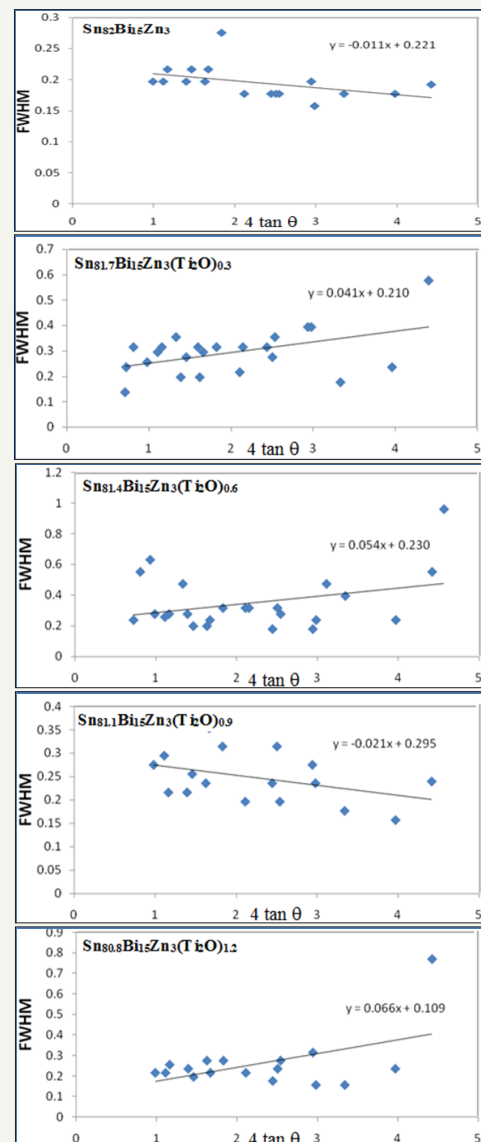 Sn82Bi15Zn3
y = -0.011x + 0.221
FWHM
0.3
0.25
0.2
0.15
0.1
0.05
0
0 1 2 3 4 5
4 tan θ
Sn81.7Bi15Zn3(Ti2O)0.3
y = 0.041x + 0.210
FWHM
0.7
0.6
0.5
0.4
0.3
0.2
0.1
0
0 1 2 3 4 5
4 tan θ
Sn81.4Bi15Zn3(Ti2O)0.6
y = 0.054x + 0.230
FWHM
1.2
1
0.8
0.6
0.4
0.2
0
0 1 2 3 4 5
4 tan θ
Sn81.1Bi15Zn3(Ti2O)0.9
y = -0.021x + 0.295
FWHM
0.4
0.35
0.3
0.25
0.2
0.15
0.1
0.05
0
0 1 2 3 4 5
4 tan θ
Sn80.8Bi15Zn3(Ti2O)1.2
y = 0.066x + 0.109
FWHM
0.9
0.8
0.7
0.6
0.5
0.4
0.3
0.2
0.1
0
0 1 2 3 4 5
4 tan θ